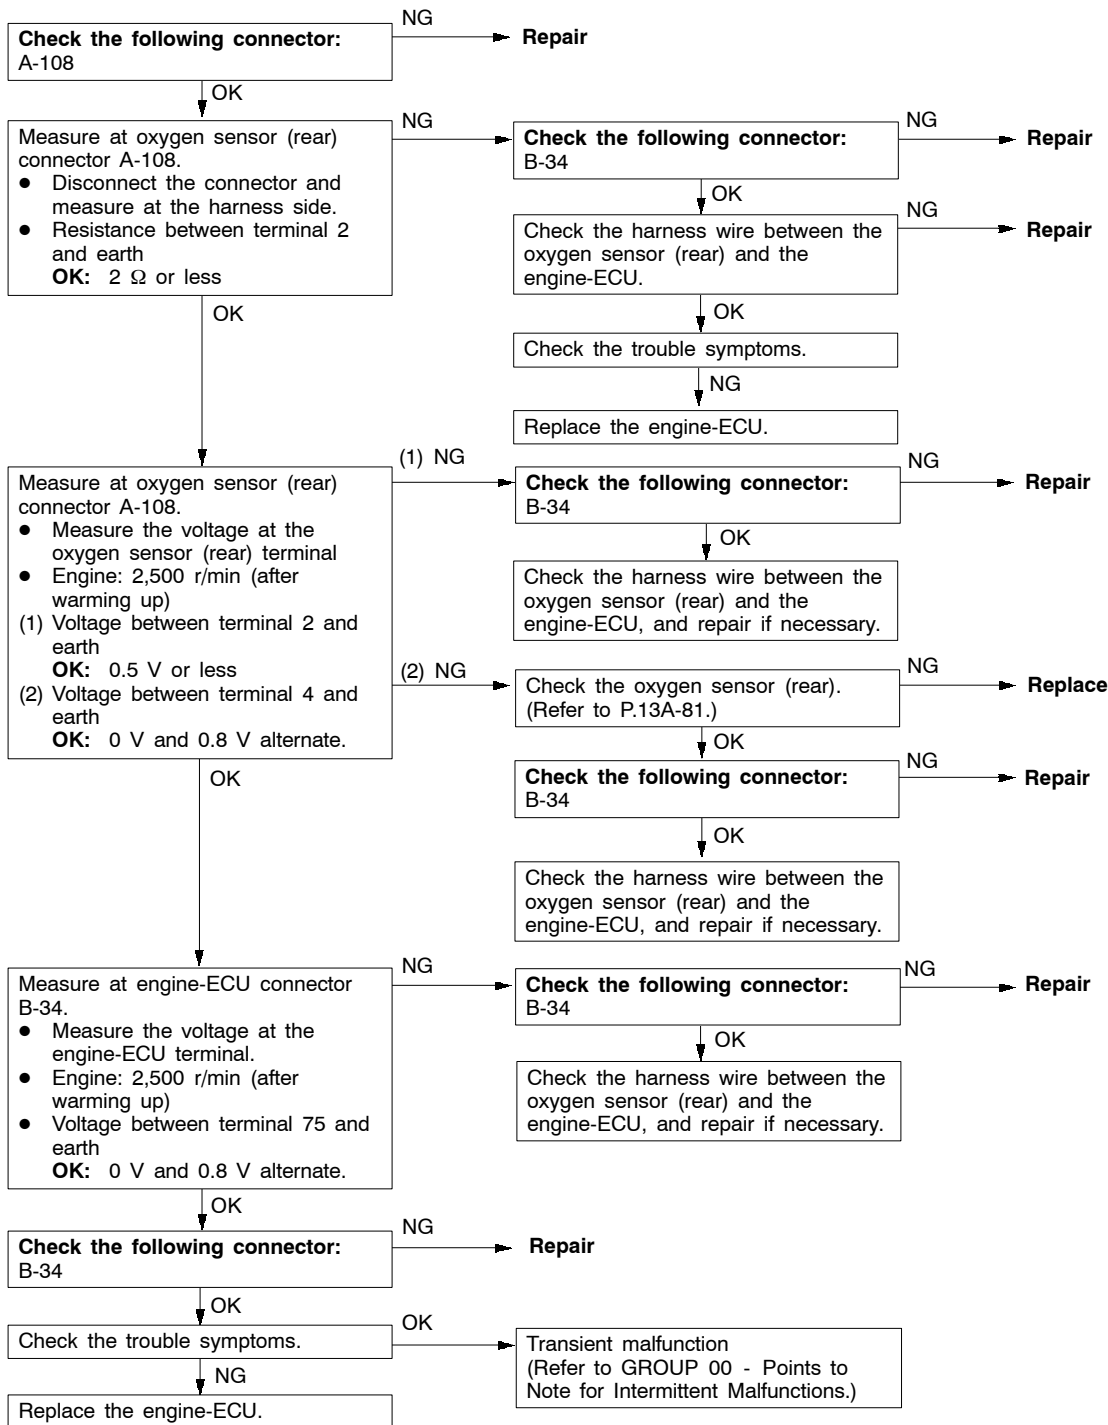 NG
Check the following connector:
A-108
Repair
OK
Measure at oxygen sensor (rear)
connector A-108.
● Disconnect the connector and
measure at the harness side.
● Resistance between terminal 2
and earth
OK: 2 Ω or less
NG
Check the following connector:
B-34
NG
Repair
OK
Check the harness wire between the
oxygen sensor (rear) and the
engine-ECU.
NG
Repair
OK
Check the trouble symptoms.
NG
Replace the engine-ECU.
OK
Measure at oxygen sensor (rear)
connector A-108.
● Measure the voltage at the
oxygen sensor (rear) terminal
● Engine: 2,500 r/min (after
warming up)
(1) Voltage between terminal 2 and
earth
OK: 0.5 V or less
(2) Voltage between terminal 4 and
earth
OK: 0 V and 0.8 V alternate.
(1) NG
Check the following connector:
B-34
NG
Repair
OK
Check the harness wire between the
oxygen sensor (rear) and the
engine-ECU, and repair if necessary.
(2) NG
Check the oxygen sensor (rear).
(Refer to P.13A-81.)
NG
Replace
OK
Check the following connector:
B-34
NG
Repair
OK
Check the harness wire between the
oxygen sensor (rear) and the
engine-ECU, and repair if necessary.
OK
Measure at engine-ECU connector
B-34.
● Measure the voltage at the
engine-ECU terminal.
● Engine: 2,500 r/min (after
warming up)
● Voltage between terminal 75 and
earth
OK: 0 V and 0.8 V alternate.
NG
Check the following connector:
B-34
NG
Repair
OK
Check the harness wire between the
oxygen sensor (rear) and the
engine-ECU, and repair if necessary.
OK
Check the following connector:
B-34
NG
Repair
OK
Check the trouble symptoms.
OK
Transient malfunction
(Refer to GROUP 00 - Points to
Note for Intermittent Malfunctions.)
NG
Replace the engine-ECU.